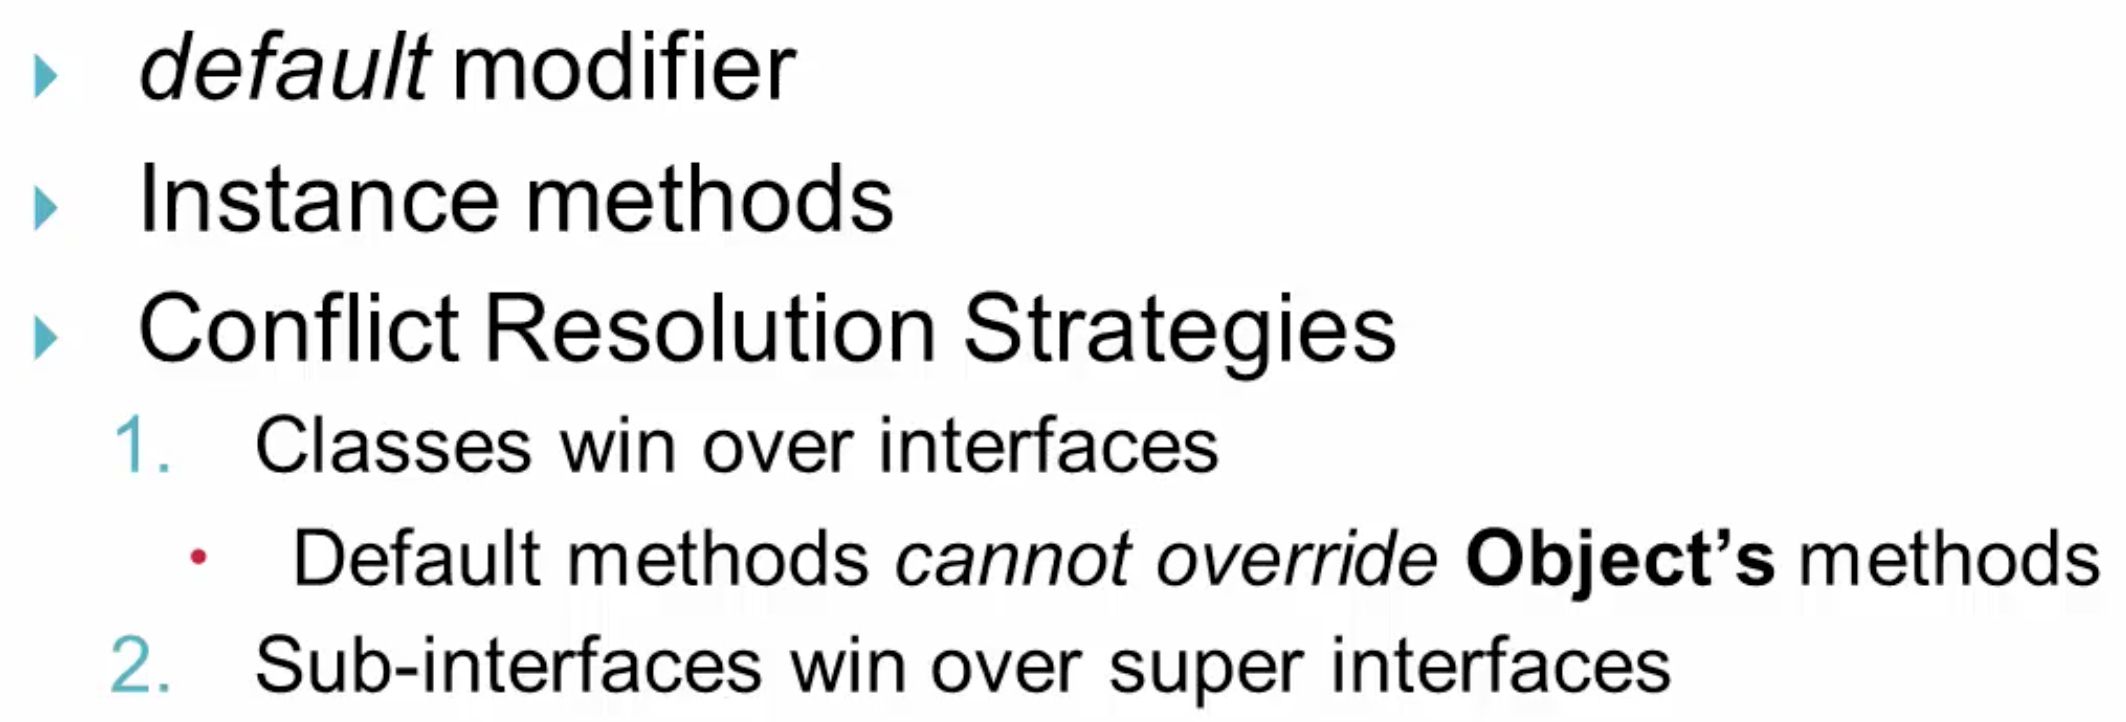 default modifier
Instance methods
Conflict Resolution Strategies
1. Classes win over interfaces
• Default methods cannot override Object’s methods
2. Sub-interfaces win over super interfaces